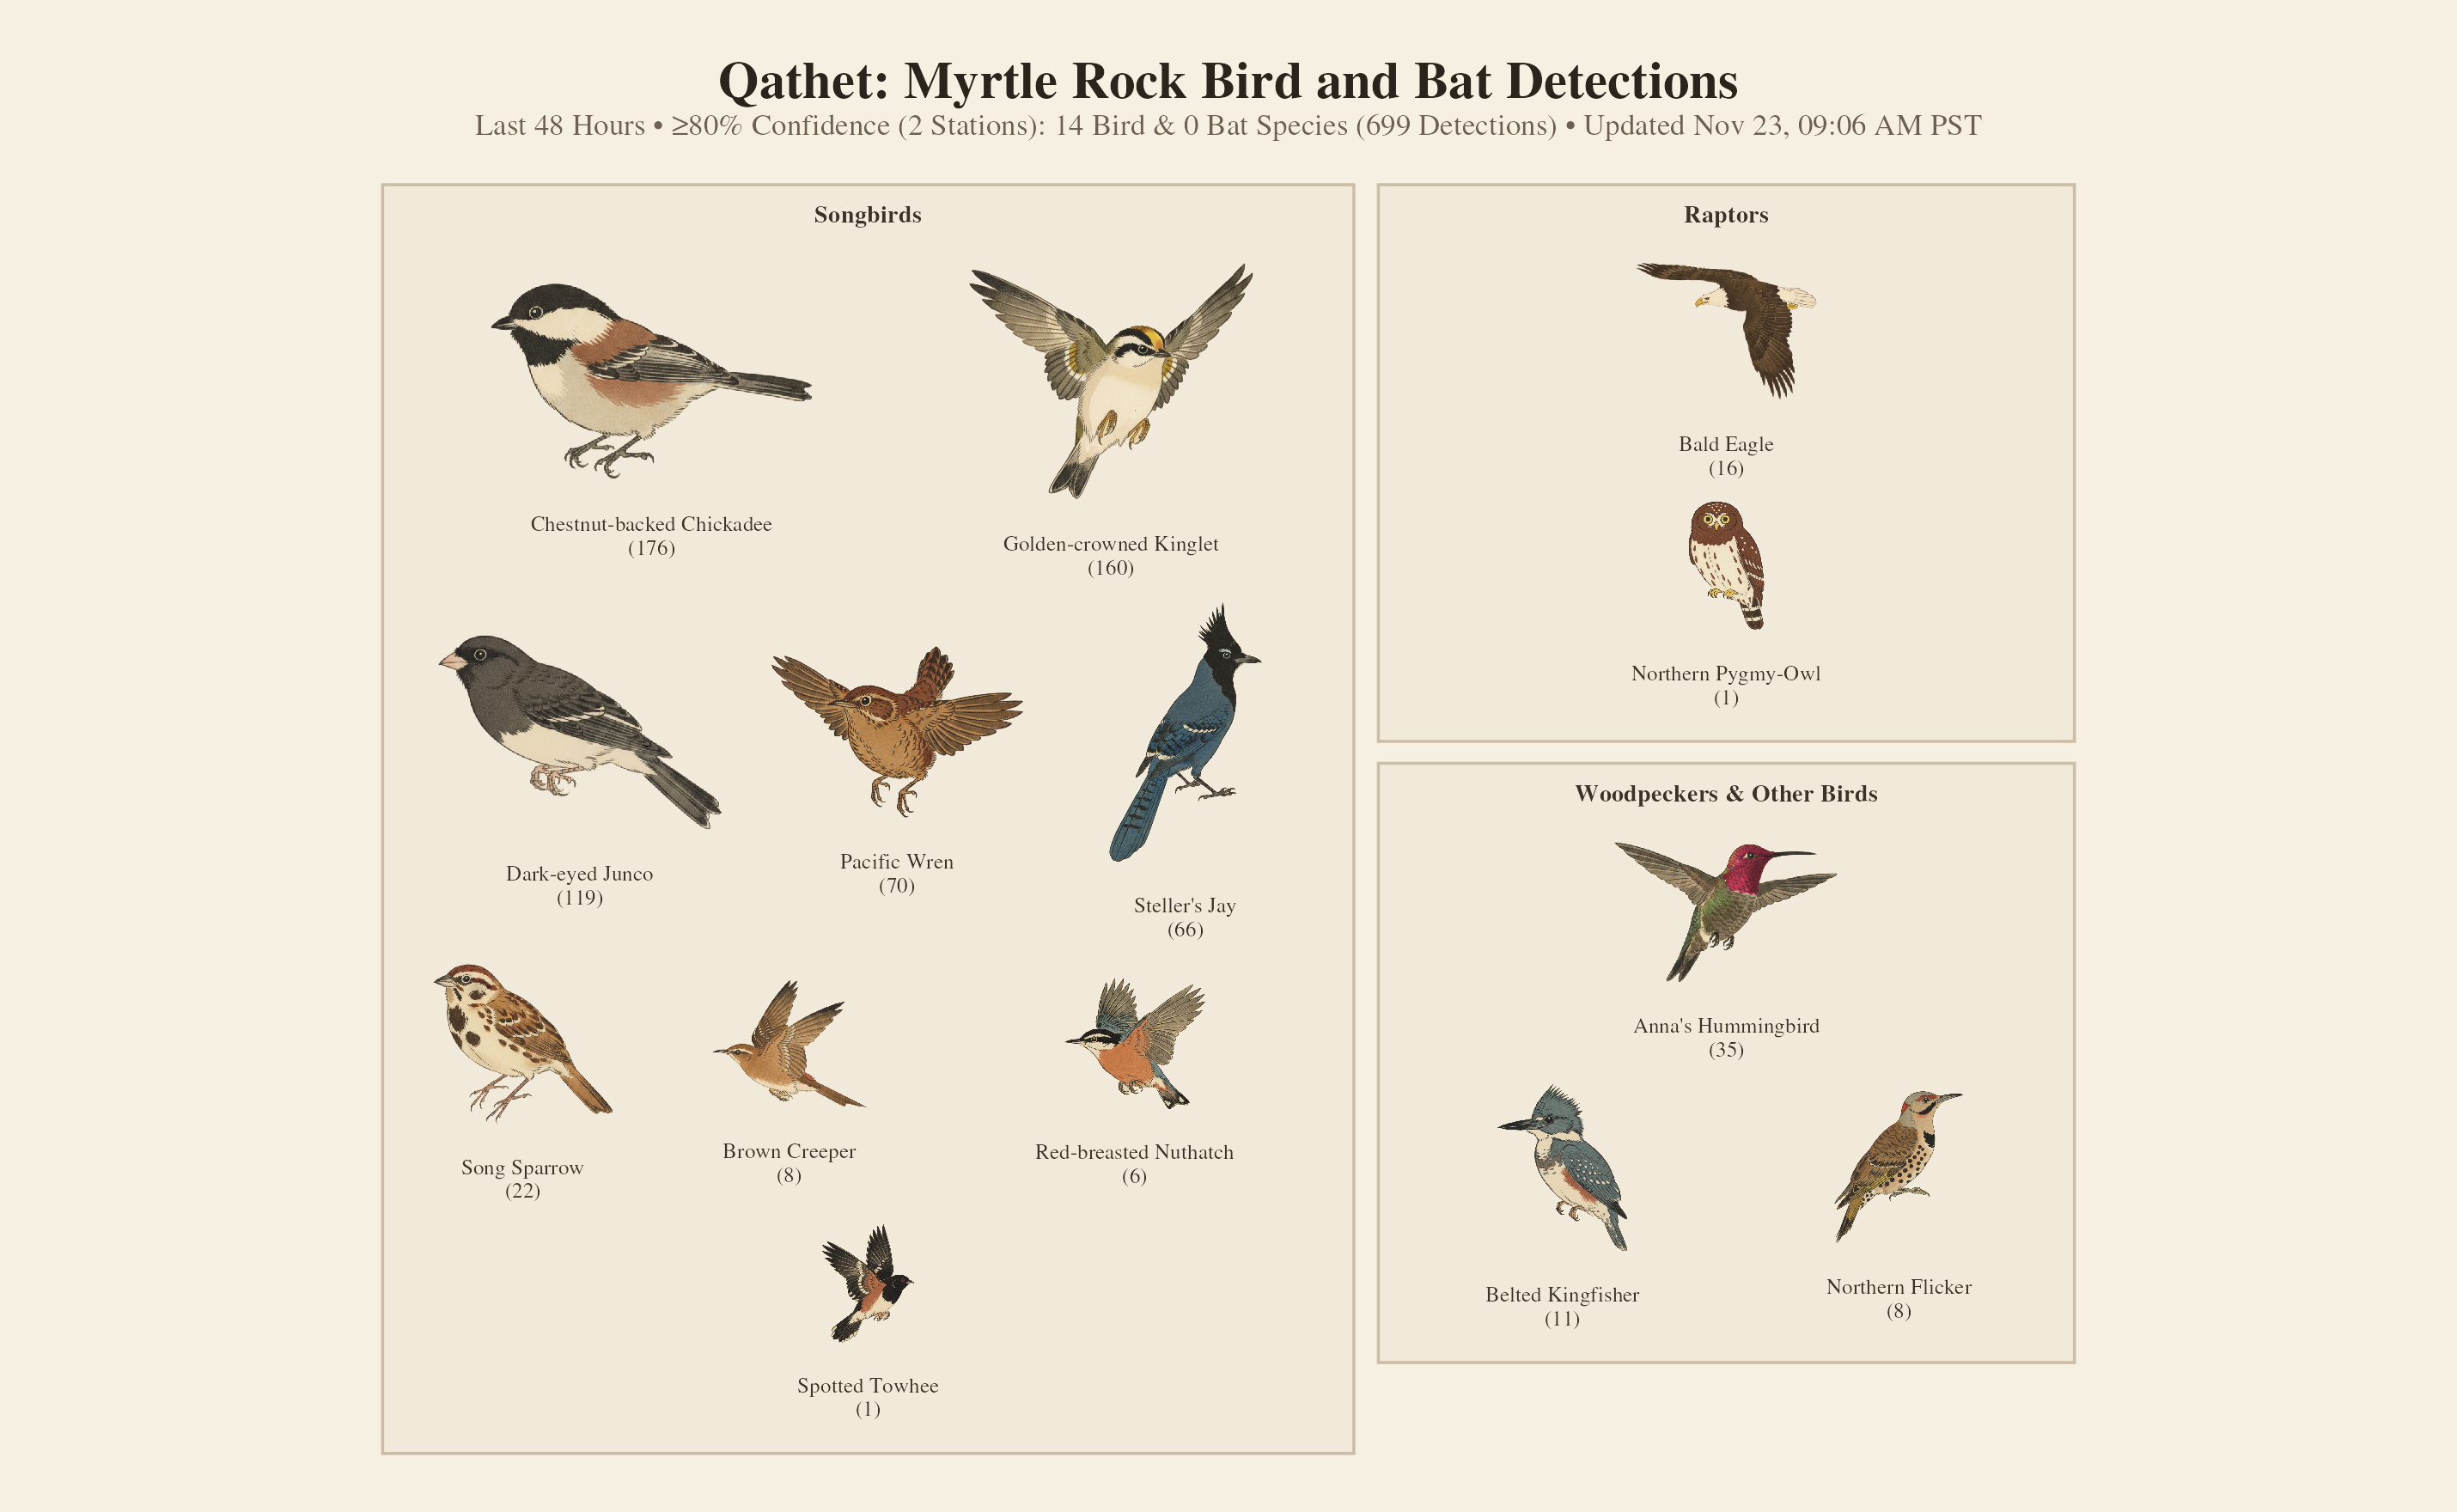 Qathet: Myrtle Rock Bird and Bat Detections
Last 48 Hours • ≥80% Confidence (2 Stations): 14 Bird & 0 Bat Species (699 Detections) • Updated Nov 23, 09:06 AM PST
Songbirds
Chestnut-backed Chickadee
(176)
Golden-crowned Kinglet
(160)
Dark-eyed Junco
(119)
Pacific Wren
(70)
Steller's Jay
(66)
Song Sparrow
(22)
Brown Creeper
(8)
Red-breasted Nuthatch
(6)
Spotted Towhee
(1)
Raptors
Bald Eagle
(16)
Northern Pygmy-Owl
(1)
Woodpeckers & Other Birds
Anna's Hummingbird
(35)
Belted Kingfisher
(11)
Northern Flicker
(8)